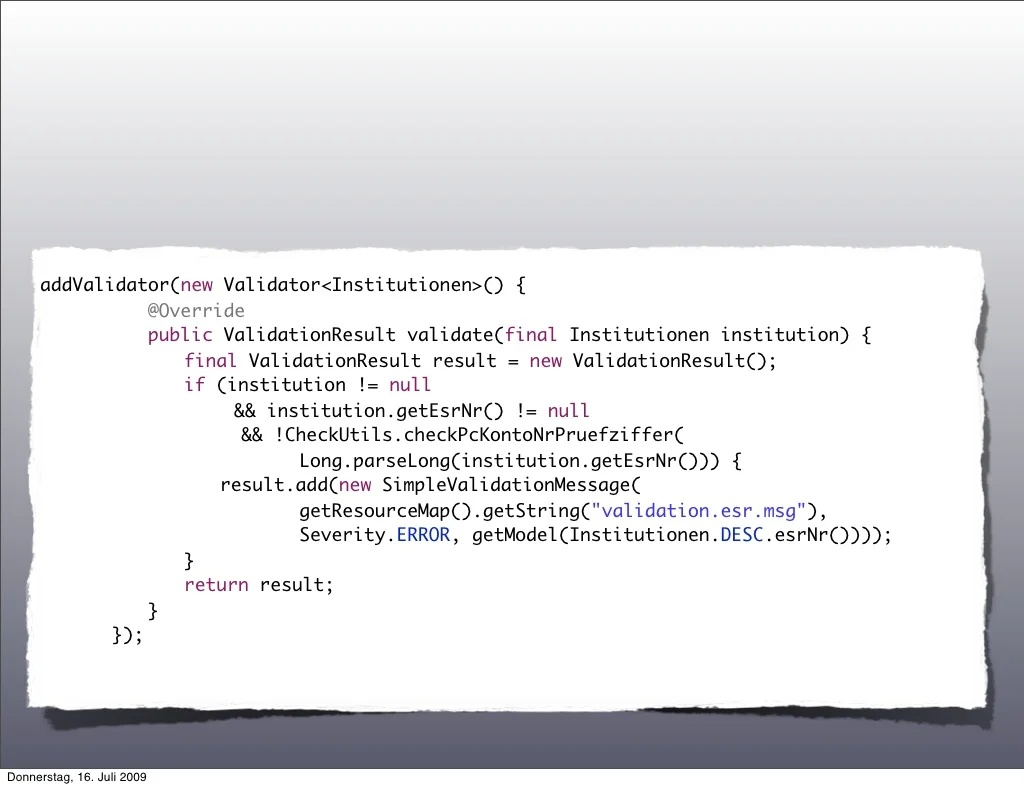 addValidator(new Validator<Institutionen>() {
@Override
public ValidationResult validate(final Institutionen institution) {
final ValidationResult result = new ValidationResult();
if (institution != null
&& institution.getEsrNr() != null
&& !CheckUtils.checkPcKontoNrPruefziffer(
Long.parseLong(institution.getEsrNr())) {
result.add(new SimpleValidationMessage(
getResourceMap().getString("validation.esr.msg"),
Severity.ERROR, getModel(Institutionen.DESC.esrNr())));
}
return result;
}
});
Donnerstag, 16. Juli 2009